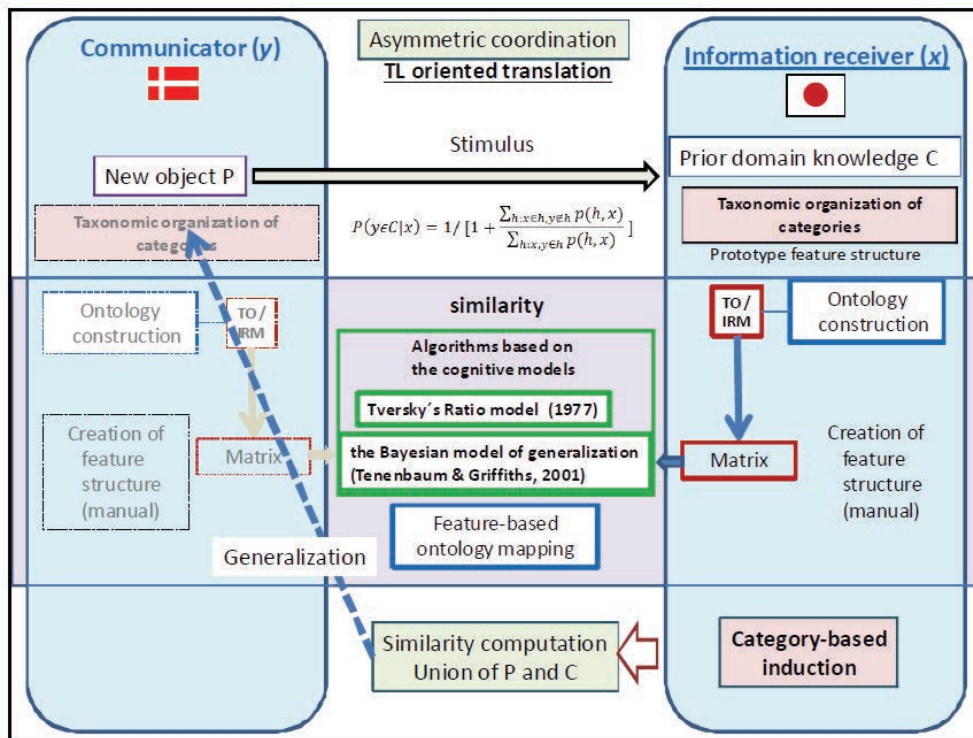 Communicator (y)
Asymmetric coordination
TL oriented translation
Information receiver (x)
Stimulus
New object P
Prior domain knowledge C
Taxonomic organization of
categories
P(yϵC|x) = 1/ [1 + ∑h:x∈h,y∉h p(h, x) / ∑h:x,y∈h p(h, x) ]
Taxonomic organization of
categories
Prototype feature structure
Ontology
construction
TO /
IRM
similarity
TO /
IRM
Ontology
construction
Algorithms based on
the cognitive models
Tversky´s Ratio model (1977)
the Bayesian model of generalization
(Tenenbaum & Griffiths, 2001)
Creation of
feature
structure
(manual)
Matrix
Matrix
Creation of
feature
structure
(manual)
Feature-based
ontology mapping
Generalization
Similarity computation
Union of P and C
Category-based
induction